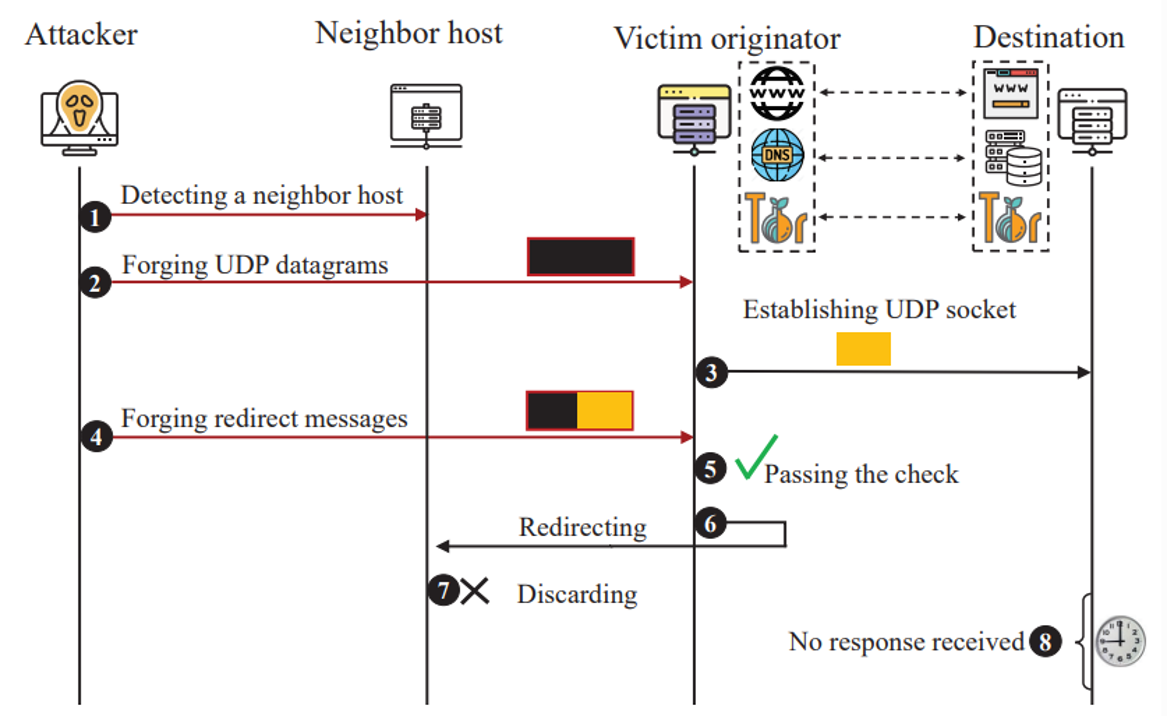 Attacker
Neighbor host
Victim originator
Destination
www
DNS
Tor
WWW
Tor
1 Detecting a neighbor host
2 Forging UDP datagrams
Establishing UDP socket
3
4 Forging redirect messages
5 Passing the check
6
Redirecting
7 Discarding
No response received 8